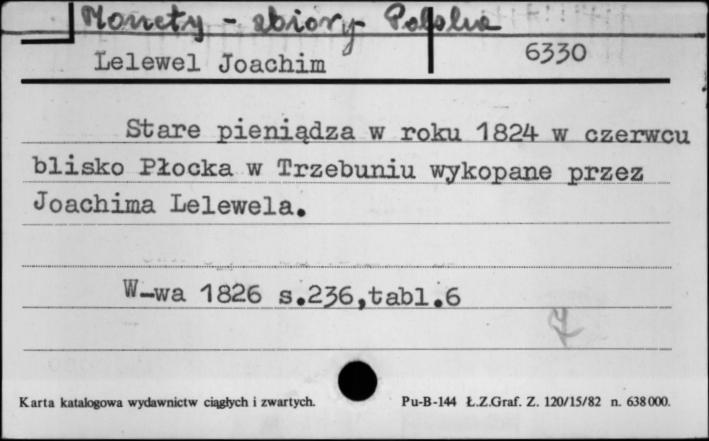 Monety - zbiory Polska
Lelewel Joachim 6330
Stare pieniądza w roku 1824 w czerwcu
blisko Płocka w Trzebuniu wykopane przez
Joachima Lelewela.
W-wa 1826 s.236,tabl.6
Karta katalogowa wydawnictw ciągłych i zwartych. Pu-B-144 Ł.Z.Graf. Z. 120/15/82 n. 638000.